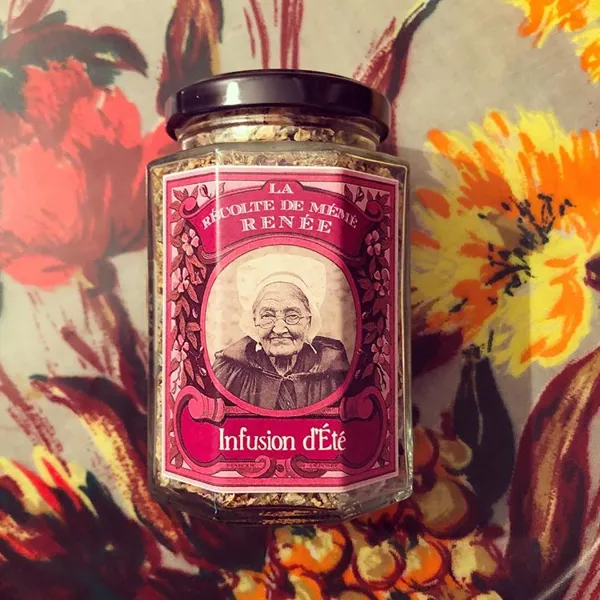 LA
RÉCOLTE DE MÉMÉ
RENÉE
Infusion d'Été